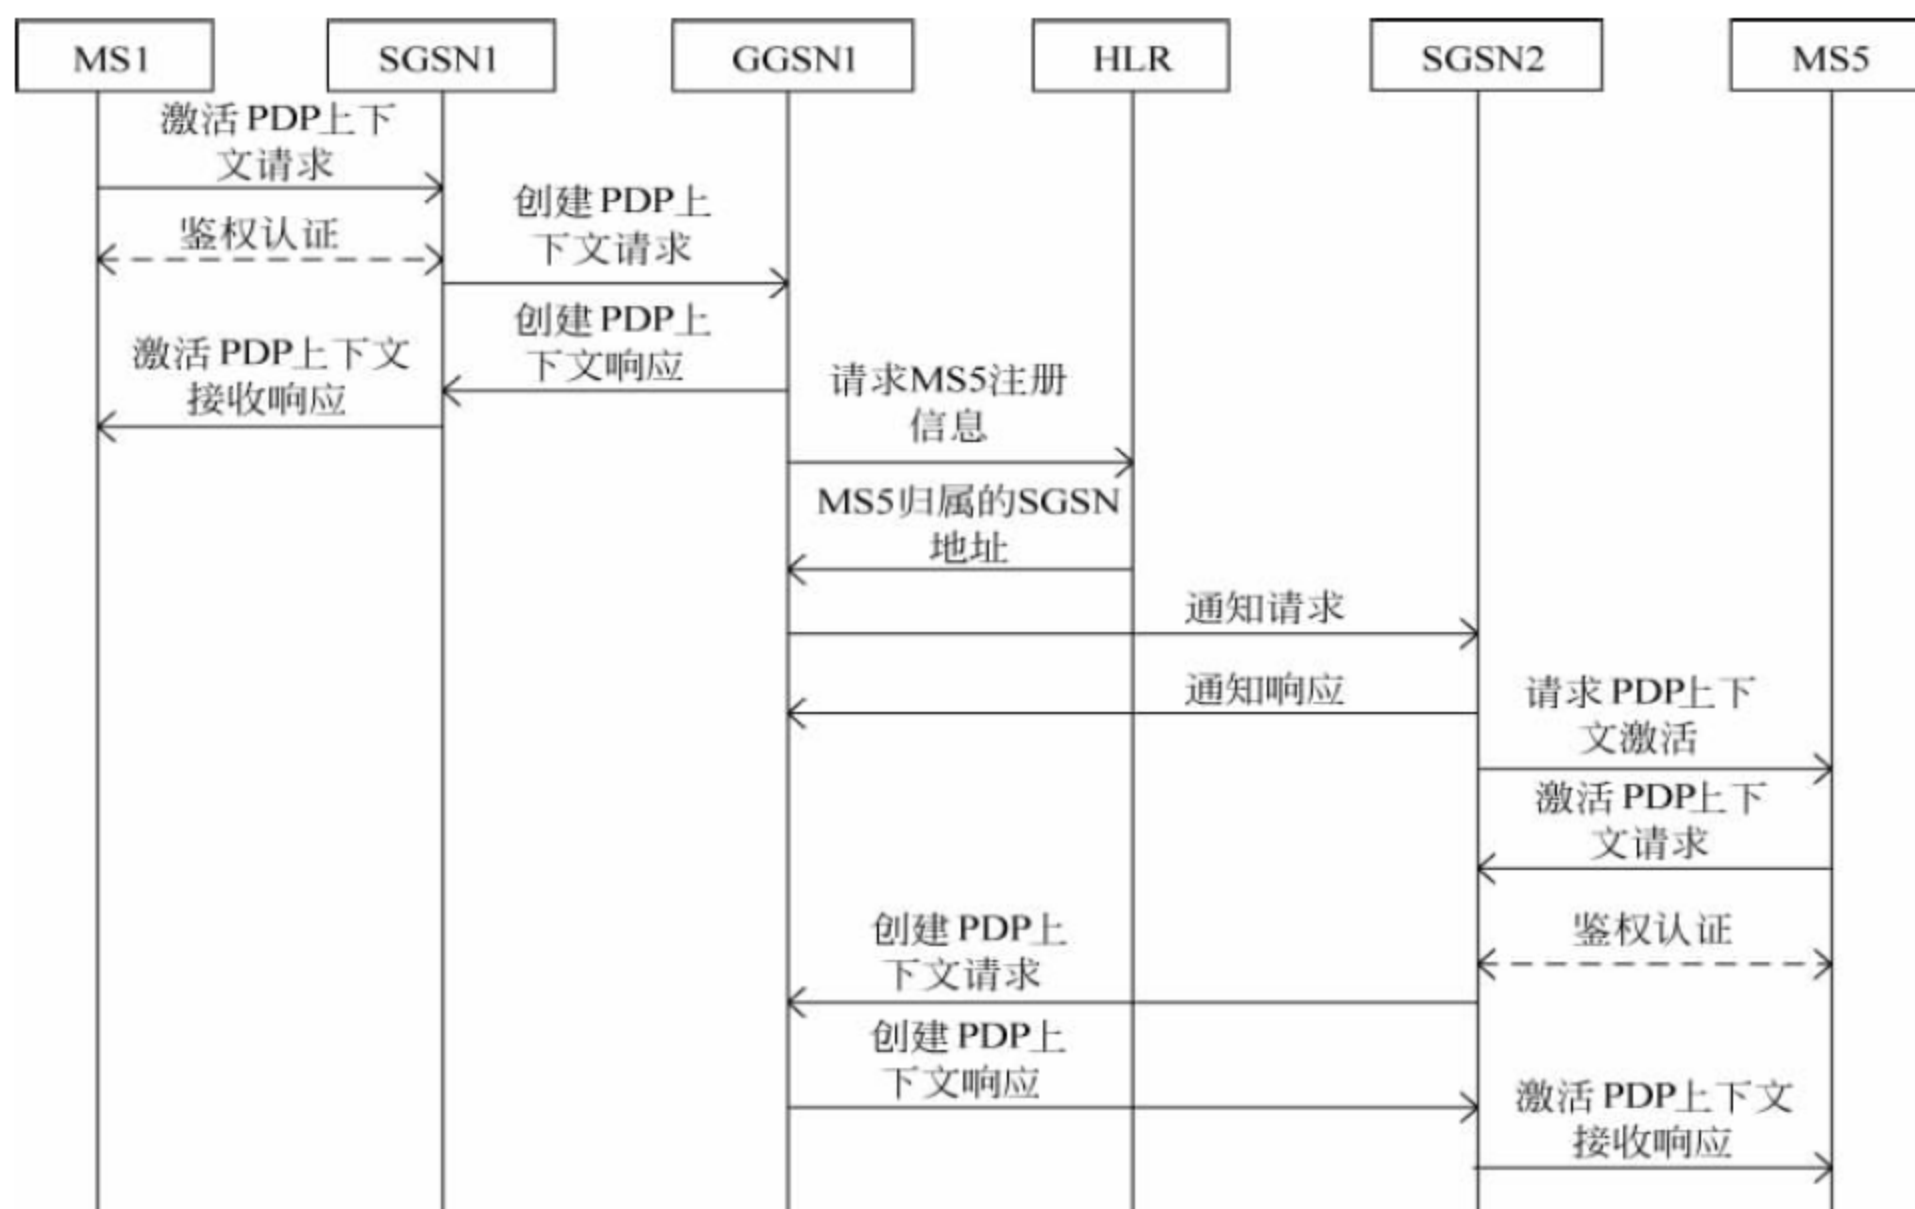 MS1
SGSN1
GGSN1
HLR
SGSN2
MS5
激活 PDP上下
文请求
鉴权认证
创建 PDP上
下文请求
创建 PDP上
下文响应
激活 PDP上下文
接收响应
请求MS5注册
信息
MS5归属的SGSN
地址
通知请求
通知响应
请求 PDP上下
文激活
激活 PDP上下
文请求
鉴权认证
创建 PDP上
下文请求
创建 PDP上
下文响应
激活 PDP上下文
接收响应